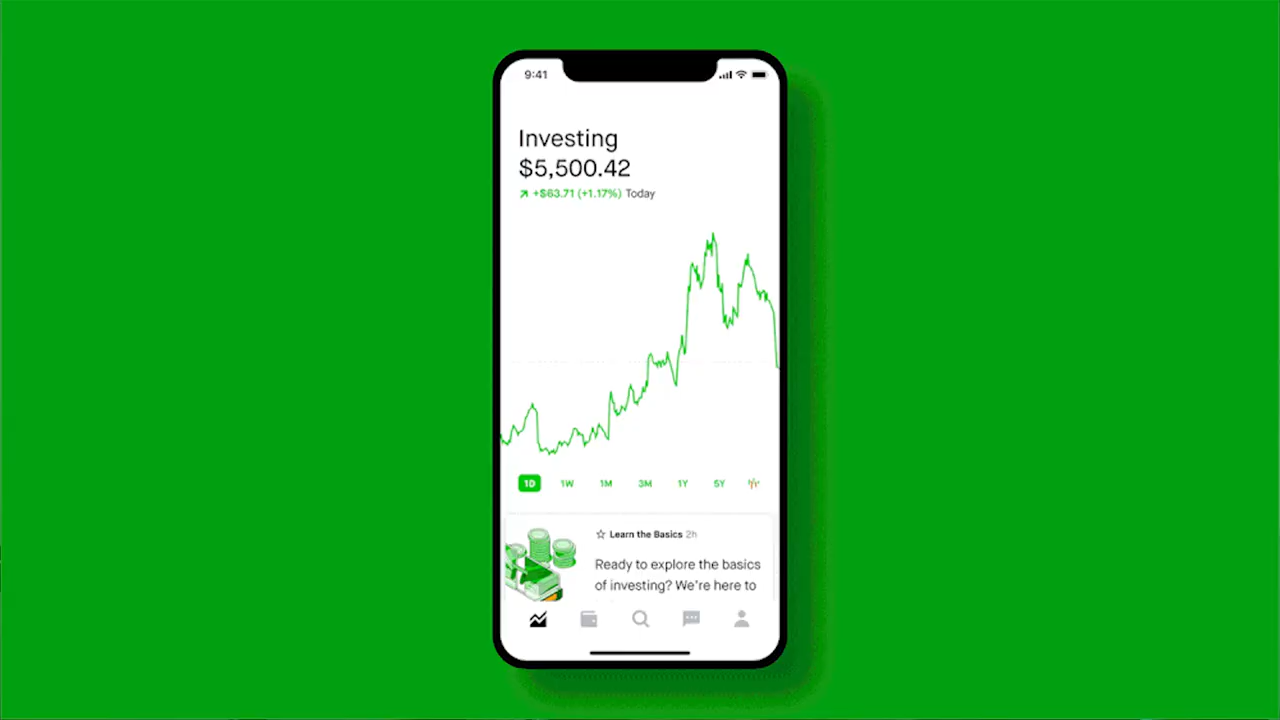 9:41
Investing
$5,500.42
+$63.71 (+1.17%) Today
1D 1W 1M 3M 1Y 5Y
Learn the Basics 2h
Ready to explore the basics
of investing? We're here to